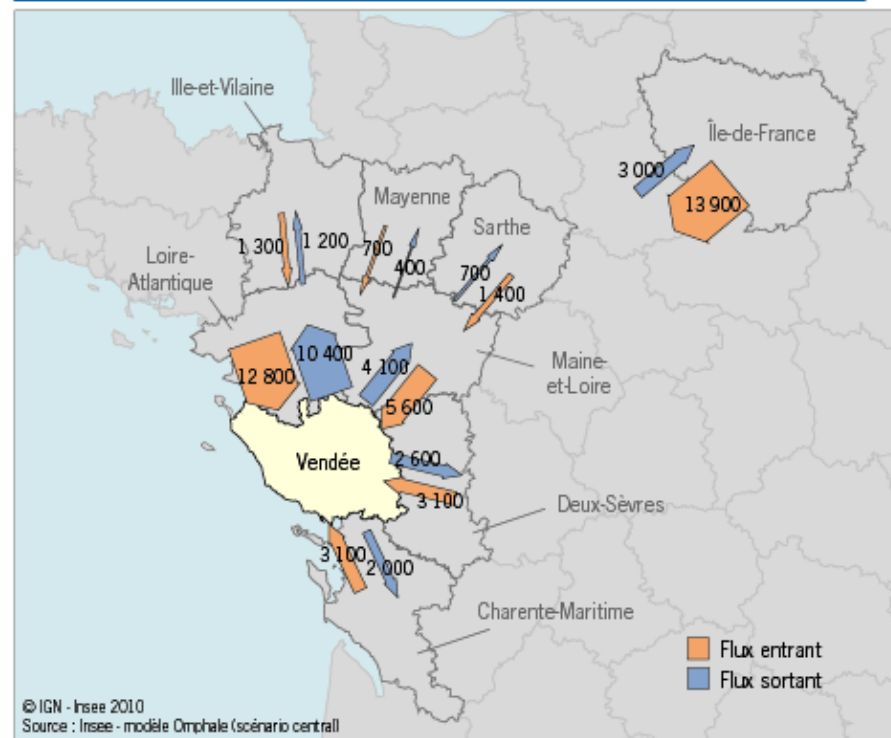 Ille-et-Vilaine
Île-de-France
3 000
13 900
Mayenne
Sarthe
1 300
1 200
700
400
700
1 400
Loire-
Atlantique
10 400
12 800
4 100
5 600
Maine-
et-Loire
Vendée
2 600
3 100
Deux-Sèvres
3 100
2 000
Charente-Maritime
Flux entrant
Flux sortant
© IGN - Insee 2010
Source : Insee - modèle Omphale (scénario central)